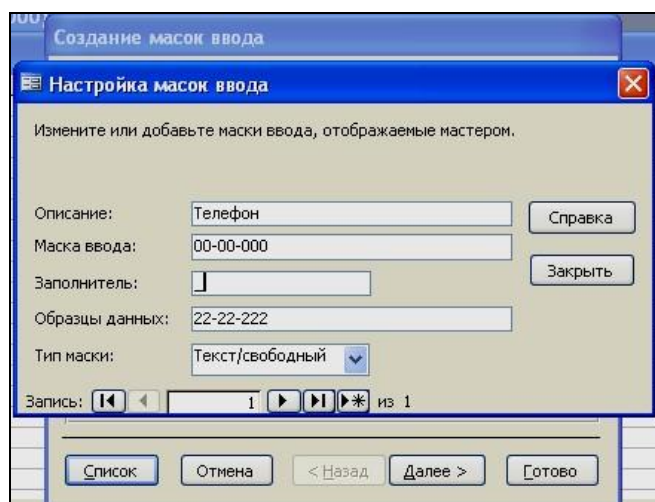 Создание масок ввода
Настройка масок ввода
Измените или добавьте маски ввода, отображаемые мастером.
Описание: Телефон Справка
Маска ввода: 00-00-000
Заполнитель: _ Закрыть
Образцы данных: 22-22-222
Тип маски: Текст/свободный
Запись: 1 из 1
Список Отмена < Назад Далее > Готово